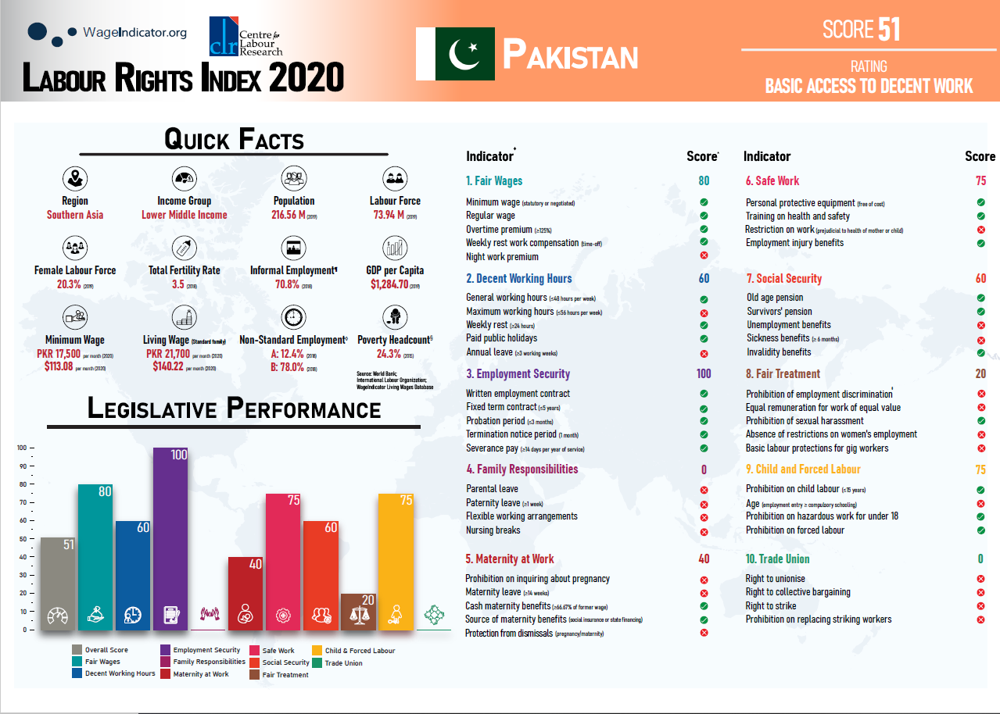 WageIndicator.org
clr Centre for Labour Research
LABOUR RIGHTS INDEX 2020
PAKISTAN
SCORE 51
RATING
BASIC ACCESS TO DECENT WORK
QUICK FACTS
Region
Southern Asia
Income Group
Lower Middle Income
Population
216.56 M (2019)
Labour Force
73.94 M (2019)
Female Labour Force
20.3% (2019)
Total Fertility Rate
3.5 (2018)
Informal Employment¶
70.8% (2018)
GDP per Capita
$1,284.70 (2019)
Minimum Wage
PKR 17,500 per month (2020)
$113.08 per month (2020)
Living Wage (Standard family)
PKR 21,700 per month (2020)
$140.22 per month (2020)
Non-Standard Employment◊
A: 12.4% (2018)
B: 78.0% (2018)
Poverty Headcount§
24.3% (2015)
Source: World Bank;
International Labour Organization;
WageIndicator Living Wages Database
LEGISLATIVE PERFORMANCE
100
90
80
70
60
50
40
30
20
10
0
51
80
60
100
40
75
60
20
75
Overall Score
Fair Wages
Decent Working Hours
Employment Security
Family Responsibilities
Maternity at Work
Safe Work
Social Security
Fair Treatment
Child & Forced Labour
Trade Union
Indicator♦ Score*
1. Fair Wages 80
Minimum wage (statutory or negotiated)
Regular wage
Overtime premium (≥125%)
Weekly rest work compensation (time-off)
Night work premium
2. Decent Working Hours 60
General working hours (≤48 hours per week)
Maximum working hours (≤56 hours per week)
Weekly rest (≥24 hours)
Paid public holidays
Annual leave (≥3 working weeks)
3. Employment Security 100
Written employment contract
Fixed term contract (≤5 years)
Probation period (≤3 months)
Termination notice period (1 month)
Severance pay (≥14 days per year of service)
4. Family Responsibilities 0
Parental leave
Paternity leave (≥1 week)
Flexible working arrangements
Nursing breaks
5. Maternity at Work 40
Prohibition on inquiring about pregnancy
Maternity leave (≥14 weeks)
Cash maternity benefits (≥66.67% of former wage)
Source of maternity benefits (social insurance or state financing)
Protection from dismissals (pregnancy/maternity)
Indicator Score
6. Safe Work 75
Personal protective equipment (free of cost)
Training on health and safety
Restriction on work (prejudicial to health of mother or child)
Employment injury benefits
7. Social Security 60
Old age pension
Survivors' pension
Unemployment benefits
Sickness benefits (≥ 6 months)
Invalidity benefits
8. Fair Treatment 20
Prohibition of employment discrimination
Equal remuneration for work of equal value
Prohibition of sexual harassment
Absence of restrictions on women's employment
Basic labour protections for gig workers
9. Child and Forced Labour 75
Prohibition on child labour (≤15 years)
Age (employment entry ≥ compulsory schooling)
Prohibition on hazardous work for under 18
Prohibition on forced labour
10. Trade Union 0
Right to unionise
Right to collective bargaining
Right to strike
Prohibition on replacing striking workers